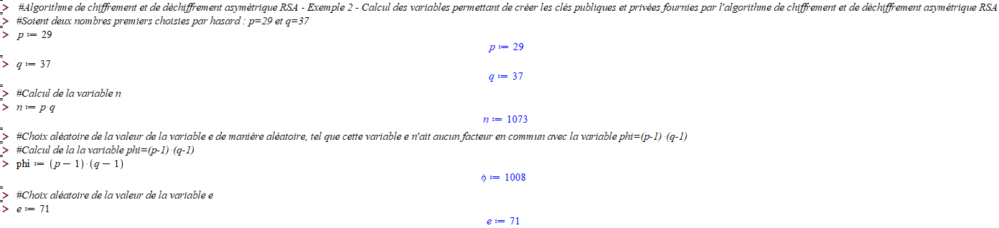 > #Algorithme de chiffrement et de déchiffrement asymétrique RSA - Exemple 2 - Calcul des variables permettant de créer les clés publiques et privées fournies par l'algorithme de chiffrement et de déchiffrement asymétrique RSA
> #Soient deux nombres premiers choisies par hasard : p=29 et q=37
> p := 29
p := 29
> q := 37
q := 37
> #Calcul de la variable n
> n := p·q
n := 1073
> #Choix aléatoire de la valeur de la variable e de manière aléatoire, tel que cette variable e n'ait aucun facteur en commun avec la variable phi=(p-1)·(q-1)
> #Calcul de la la variable phi=(p-1)·(q-1)
> phi := (p − 1)·(q − 1)
ϕ := 1008
> #Choix aléatoire de la valeur de la variable e
> e := 71
e := 71